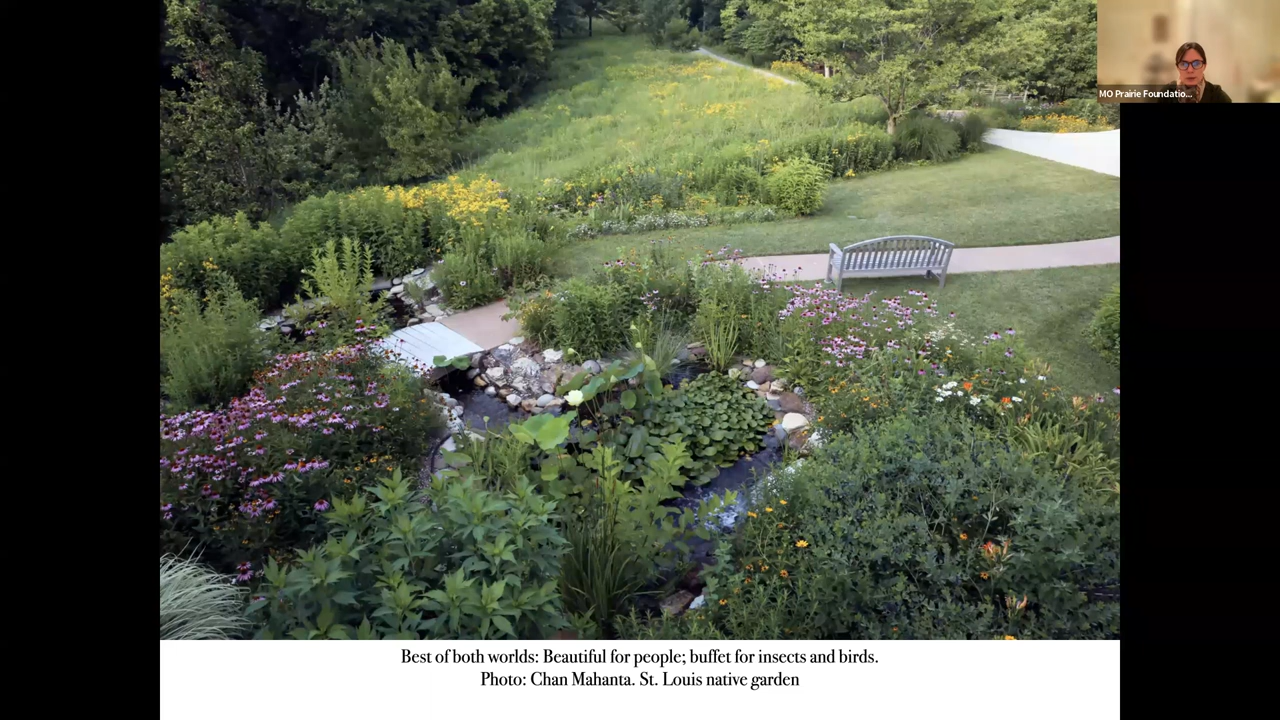 MO Prairie Foundatio...
Best of both worlds: Beautiful for people; buffet for insects and birds.
Photo: Chan Mahanta. St. Louis native garden